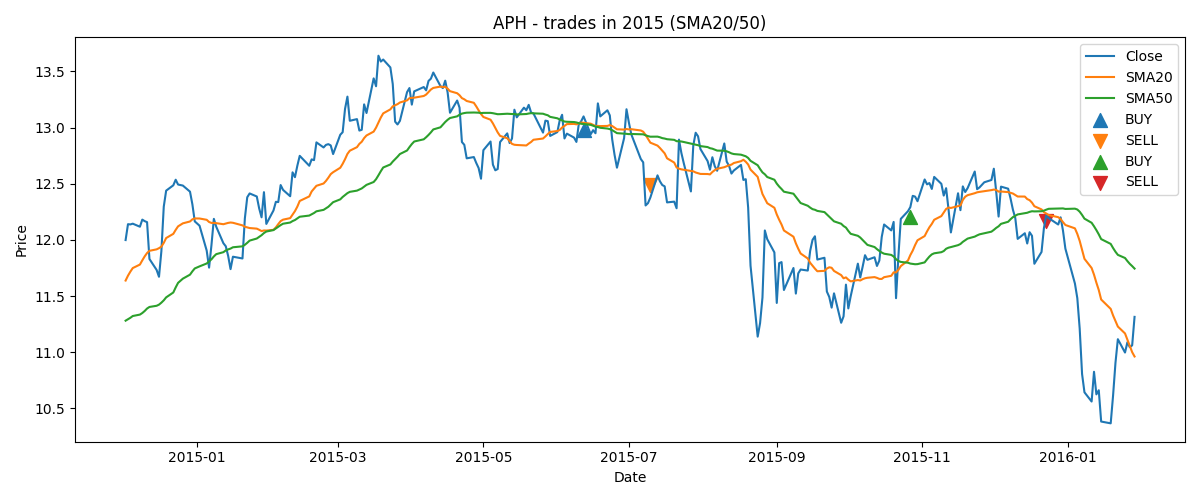 APH - trades in 2015 (SMA20/50)
Close
SMA20
SMA50
BUY
SELL
BUY
SELL
Price
13.5
13.0
12.5
12.0
11.5
11.0
10.5
2015-01 2015-03 2015-05 2015-07 2015-09 2015-11 2016-01
Date